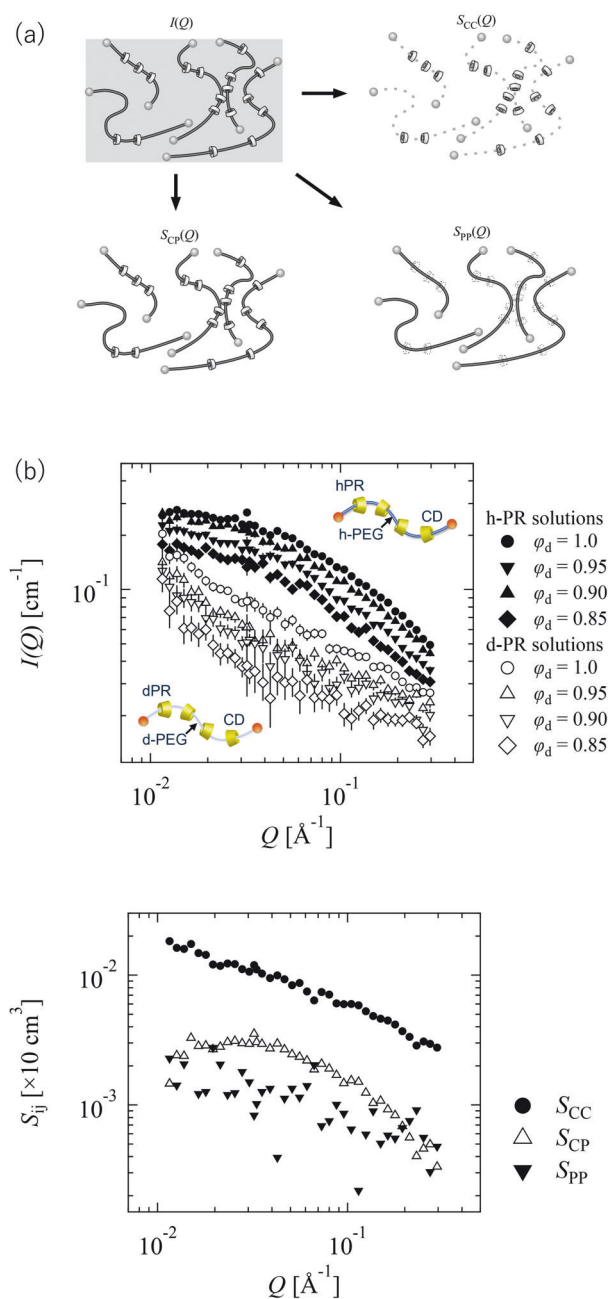 (a)
I(Q)
S_CC(Q)
S_CP(Q)
S_PP(Q)
(b)
hPR
CD
h-PEG
dPR
CD
d-PEG
10⁻¹
I(Q) [cm⁻¹]
10⁻² 10⁻¹ 10⁰
Q [Å⁻¹]
h-PR solutions
φd = 1.0
φd = 0.95
φd = 0.90
φd = 0.85
d-PR solutions
φd = 1.0
φd = 0.95
φd = 0.90
φd = 0.85
10⁻²
10⁻³
S_ij [×10 cm³]
10⁻² 10⁻¹ 10⁰
Q [Å⁻¹]
S_CC
S_CP
S_PP